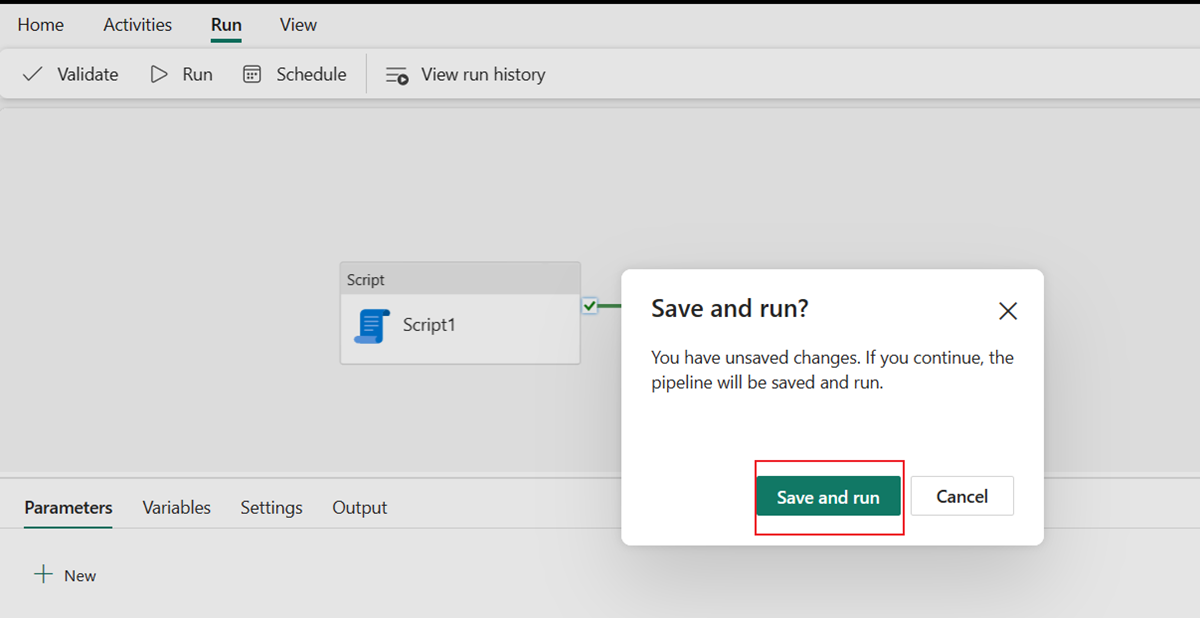 Home Activities Run View
Validate Run Schedule View run history
Script
Script1
Save and run?
You have unsaved changes. If you continue, the
pipeline will be saved and run.
Save and run Cancel
Parameters Variables Settings Output
New